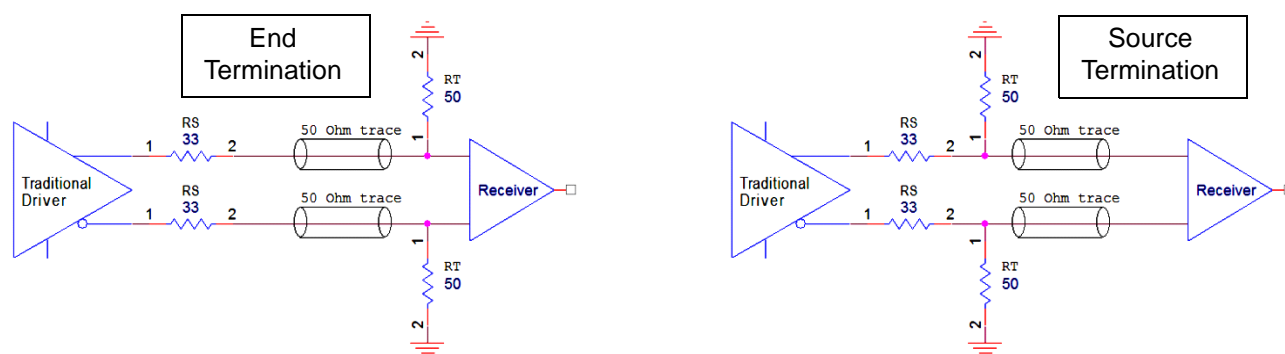 End
Termination
2
RT
50
1
50 Ohm trace
RS
33
1
2
Traditional
Driver
Receiver
RS
33
1
2
50 Ohm trace
1
RT
50
2
Source
Termination
2
RT
50
1
50 Ohm trace
RS
33
1
2
Traditional
Driver
Receiver
RS
33
1
2
50 Ohm trace
1
RT
50
2